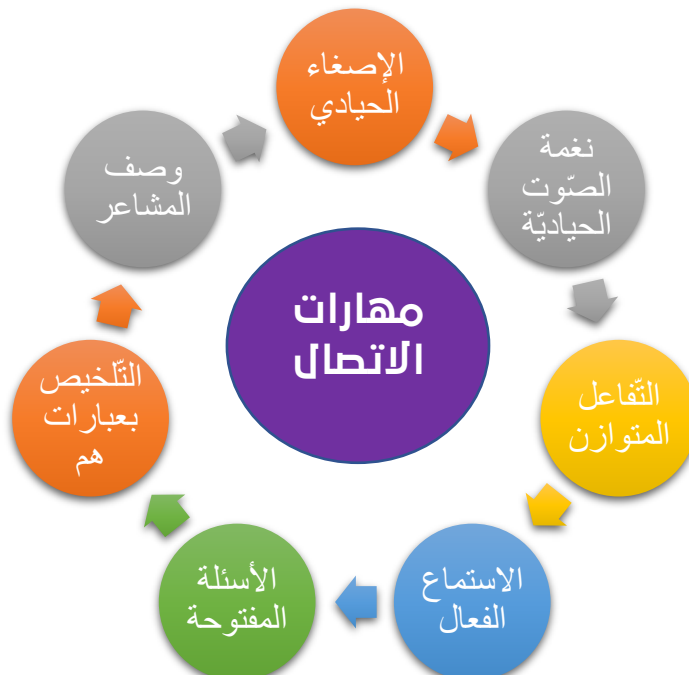 الإصغاء
الحيادي
نغمة
الصّوت
الحياديّة
التّفاعل
المتوازن
الاستماع
الفعال
الأسئلة
المفتوحة
التّلخيص
بعبارات
هم
وصف
المشاعر
مهارات
الاتصال